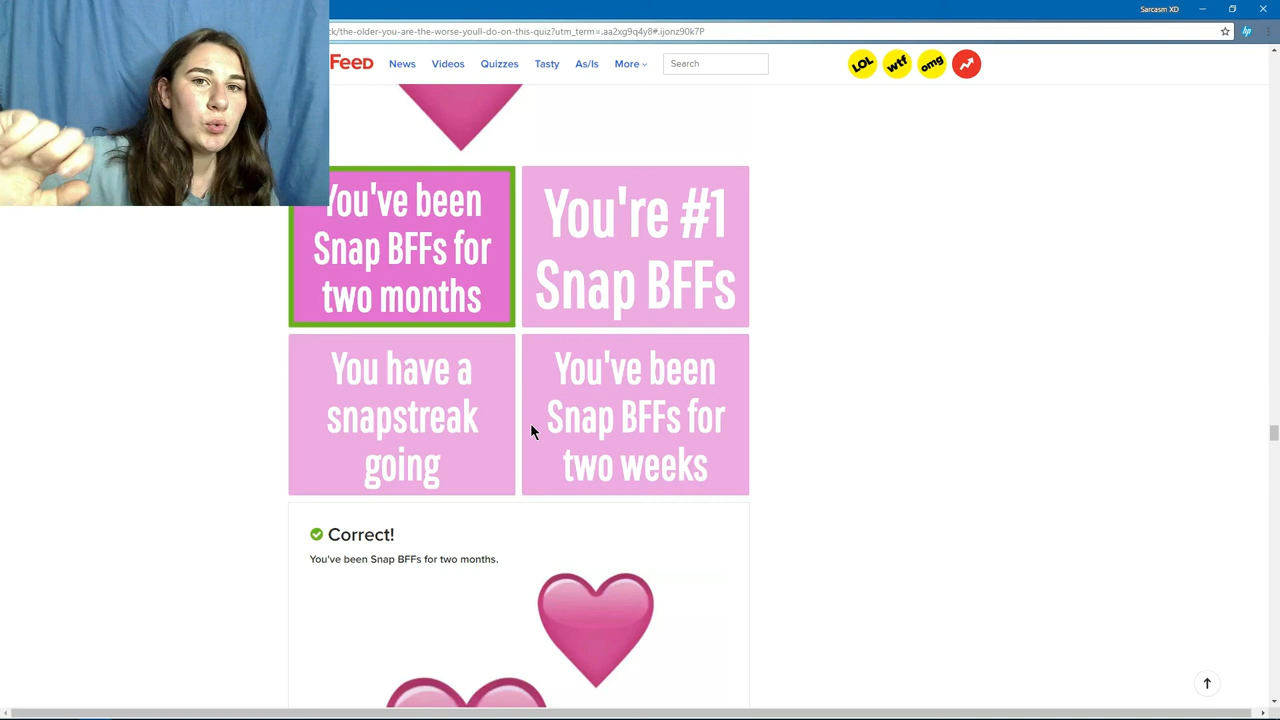 Sarcasm XD
ck/the-older-you-are-the-worse-youll-do-on-this-quiz?utm_term=.aa2xg9q4y8#.ijonz90k7P
Feed News Videos Quizzes Tasty As/Is More Search LOL wtf omg
You've been
Snap BFFs for
two months
You're #1
Snap BFFs
You have a
snapstreak
going
You've been
Snap BFFs for
two weeks
Correct!
You've been Snap BFFs for two months.